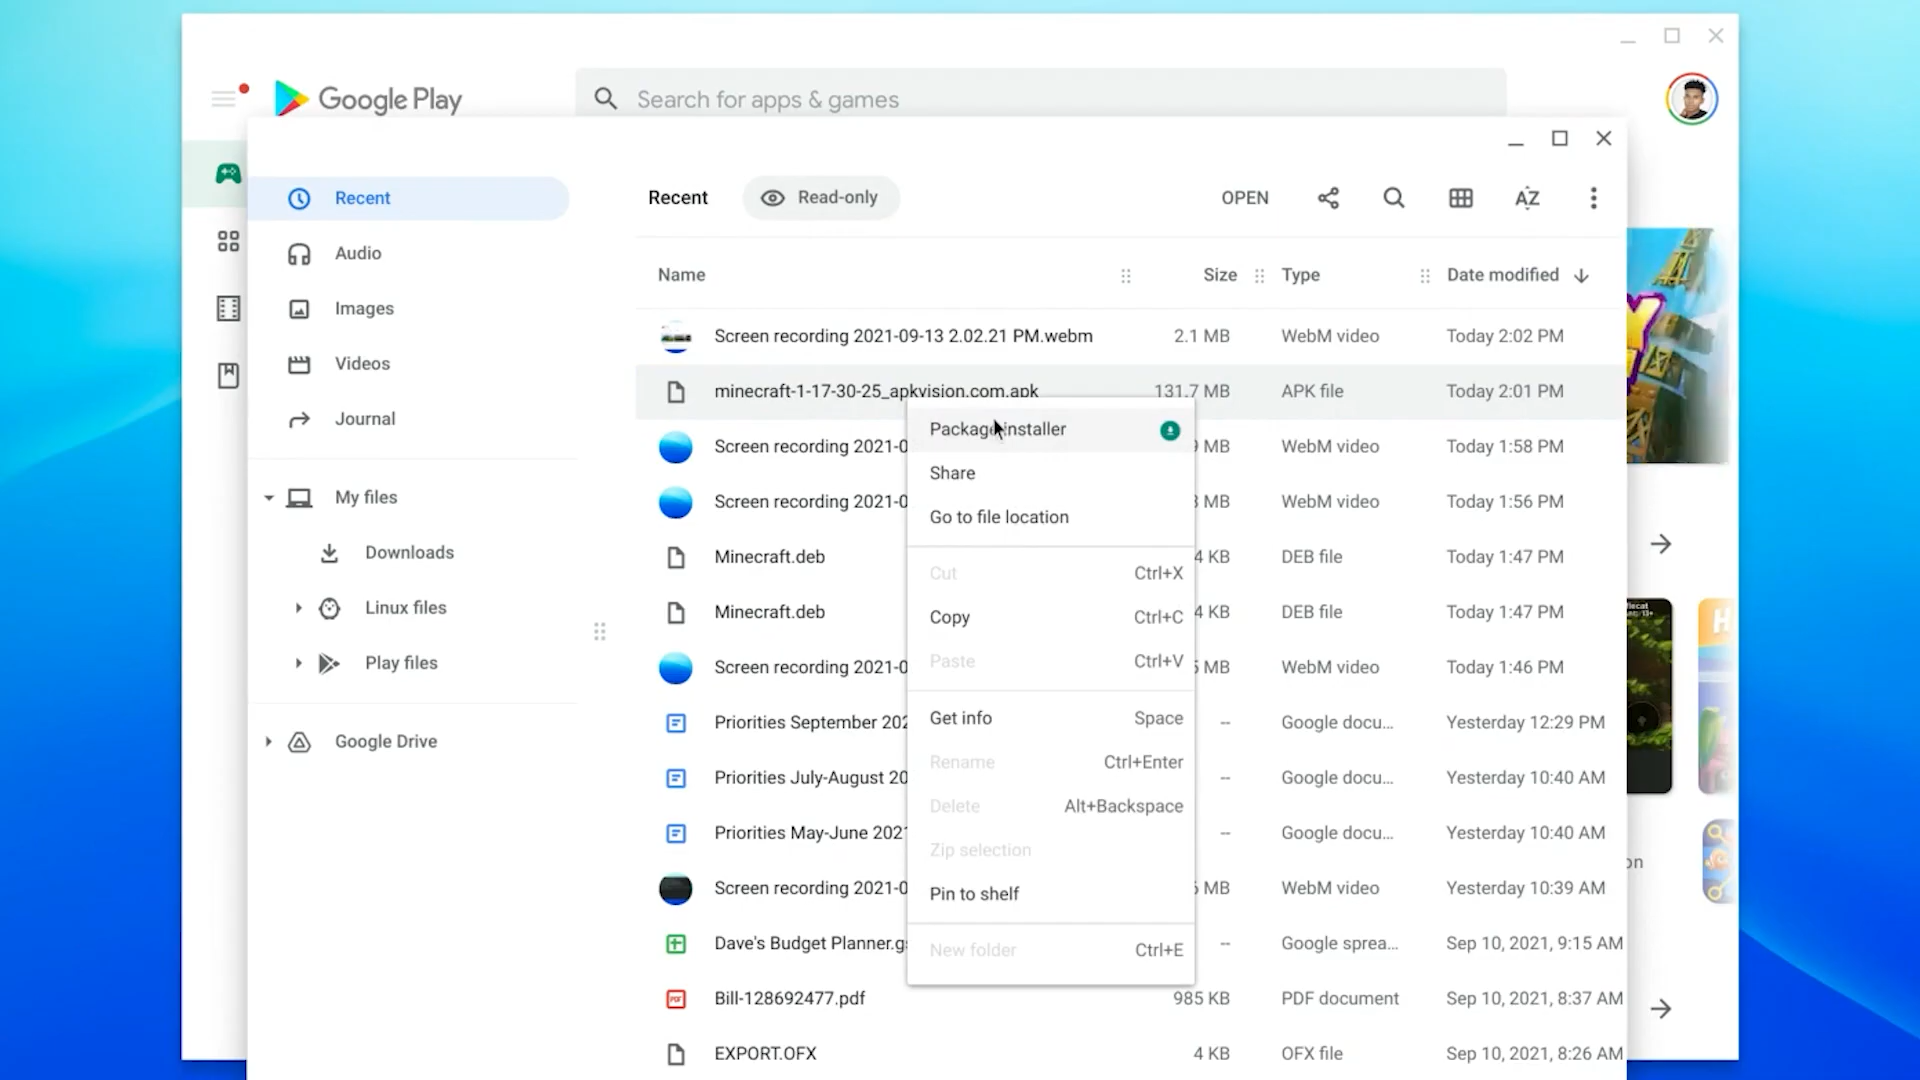 Google Play
Search for apps & games
Recent
Audio
Images
Videos
Journal
My files
Downloads
Linux files
Play files
Google Drive
Recent Read-only OPEN AZ
Name Size Type Date modified
Screen recording 2021-09-13 2.02.21 PM.webm 2.1 MB WebM video Today 2:02 PM
minecraft-1-17-30-25_apkvision.com.apk 131.7 MB APK file Today 2:01 PM
Screen recording 2021-0 9 MB WebM video Today 1:58 PM
Screen recording 2021-0 MB WebM video Today 1:56 PM
Minecraft.deb 4 KB DEB file Today 1:47 PM
Minecraft.deb 4 KB DEB file Today 1:47 PM
Screen recording 2021-0 5 MB WebM video Today 1:46 PM
Priorities September 202 -- Google docu... Yesterday 12:29 PM
Priorities July-August 20 -- Google docu... Yesterday 10:40 AM
Priorities May-June 2021 -- Google docu... Yesterday 10:40 AM
Screen recording 2021-0 MB WebM video Yesterday 10:39 AM
Dave's Budget Planner.gs -- Google sprea... Sep 10, 2021, 9:15 AM
Bill-128692477.pdf 985 KB PDF document Sep 10, 2021, 8:37 AM
EXPORT.OFX 4 KB OFX file Sep 10, 2021, 8:26 AM
Package installer
Share
Go to file location
Cut Ctrl+X
Copy Ctrl+C
Paste Ctrl+V
Get info Space
Rename Ctrl+Enter
Delete Alt+Backspace
Zip selection
Pin to shelf
New folder Ctrl+E
PDF
H
on